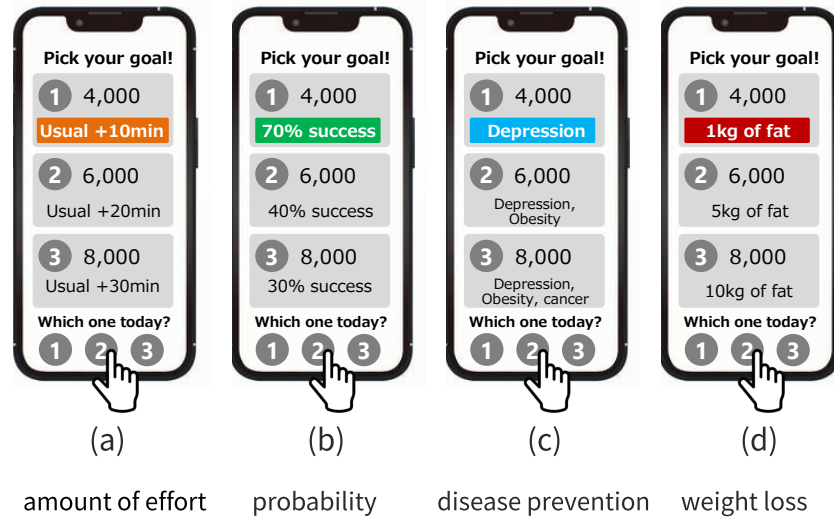 Pick your goal!
1 4,000
Usual +10min
2 6,000
Usual +20min
3 8,000
Usual +30min
Which one today?
1 2 3
(a)
amount of effort
Pick your goal!
1 4,000
70% success
2 6,000
40% success
3 8,000
30% success
Which one today?
1 2 3
(b)
probability
Pick your goal!
1 4,000
Depression
2 6,000
Depression,
Obesity
3 8,000
Depression,
Obesity, cancer
Which one today?
1 2 3
(c)
disease prevention
Pick your goal!
1 4,000
1kg of fat
2 6,000
5kg of fat
3 8,000
10kg of fat
Which one today?
1 2 3
(d)
weight loss